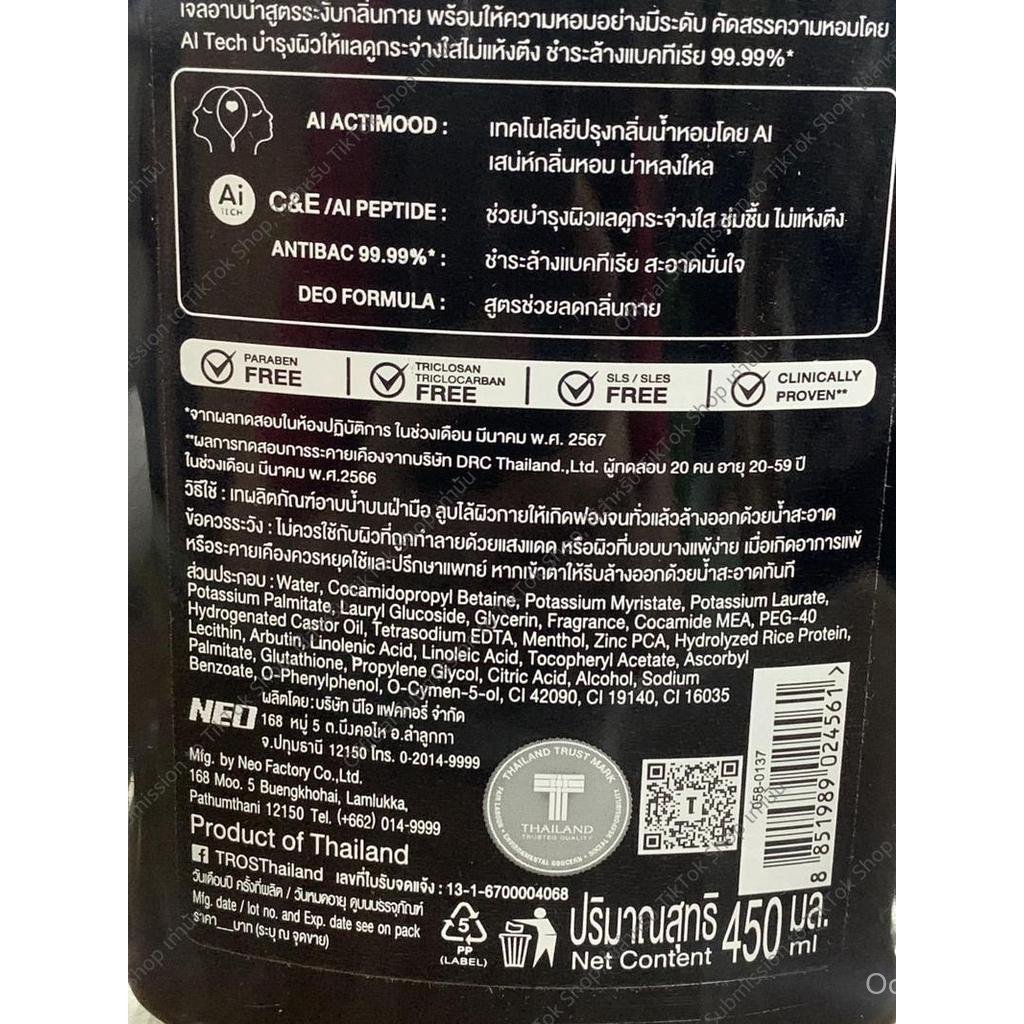 เจลอาบน้ำสูตรระงับกลิ่นกาย พร้อมให้ความหอมอย่างมีระดับ คัดสรรความหอมโดย
AI Tech บำรุงผิวให้แลดูกระจ่างใสไม่แห้งตึง ชำระล้างแบคทีเรีย 99.99%*
AI ACTIMOOD : เทคโนโลยีปรุงกลิ่นน้ำหอมโดย AI
เสน่ห์กลิ่นหอม น่าหลงใหล
Ai TECH
C&E /AI PEPTIDE : ช่วยบำรุงผิวแลดูกระจ่างใส ชุ่มชื้น ไม่แห้งตึง
ANTIBAC 99.99%* : ชำระล้างแบคทีเรีย สะอาดมั่นใจ
DEO FORMULA : สูตรช่วยลดกลิ่นกาย
PARABEN FREE
TRICLOSAN TRICLOCARBAN FREE
SLS / SLES FREE
CLINICALLY PROVEN**
*จากผลทดสอบในห้องปฏิบัติการ ในช่วงเดือน มีนาคม พ.ศ. 2567
**ผลการทดสอบการระคายเคืองจากบริษัท DRC Thailand.,Ltd. ผู้ทดสอบ 20 คน อายุ 20-59 ปี
ในช่วงเดือน มีนาคม พ.ศ.2566
วิธีใช้ : เทผลิตภัณฑ์อาบน้ำบนฝ่ามือ ลูบไล้ผิวกายให้เกิดฟองจนทั่วแล้วล้างออกด้วยน้ำสะอาด
ข้อควรระวัง : ไม่ควรใช้กับผิวที่ถูกทำลายด้วยแสงแดด หรือผิวที่บอบบางแพ้ง่าย เมื่อเกิดอาการแพ้
หรือระคายเคืองควรหยุดใช้และปรึกษาแพทย์ หากเข้าตาให้รีบล้างออกด้วยน้ำสะอาดทันที
ส่วนประกอบ : Water, Cocamidopropyl Betaine, Potassium Myristate, Potassium Laurate,
Potassium Palmitate, Lauryl Glucoside, Glycerin, Fragrance, Cocamide MEA, PEG-40
Hydrogenated Castor Oil, Tetrasodium EDTA, Menthol, Zinc PCA, Hydrolyzed Rice Protein,
Lecithin, Arbutin, Linolenic Acid, Linoleic Acid, Tocopheryl Acetate, Ascorbyl
Palmitate, Glutathione, Propylene Glycol, Citric Acid, Alcohol, Sodium
Benzoate, O-Phenylphenol, O-Cymen-5-ol, CI 42090, CI 19140, CI 16035
NEO
ผลิตโดย: บริษัท นีโอ แฟคทอรี่ จำกัด
168 หมู่ 5 ต.บึงคอไห อ.ลำลูกกา
จ.ปทุมธานี 12150 โทร. 0-2014-9999
Mfg. by Neo Factory Co.,Ltd.
168 Moo. 5 Buengkhohai, Lamlukka,
Pathumthani 12150 Tel. (+662) 014-9999
Product of Thailand
TROSThailand เลขที่ใบรับจดแจ้ง : 13-1-6700004068
วันเดือนปี ครั้งที่ผลิต / วันหมดอายุ ดูบนบรรจุภัณฑ์
Mfg. date / lot no. and Exp. date see on pack
ราคา__บาท (ระบุ ณ จุดขาย)
THAILAND TRUST MARK
THAILAND
TRUSTED QUALITY
FAIR LABOUR • ENVIRONMENTAL CONCERN • SOCIAL RESPONSIBILITY
G58-0137
8 851989 024561 >
5
PP
(LABEL)
ปริมาณสุทธิ 450 มล.
Net Content ml